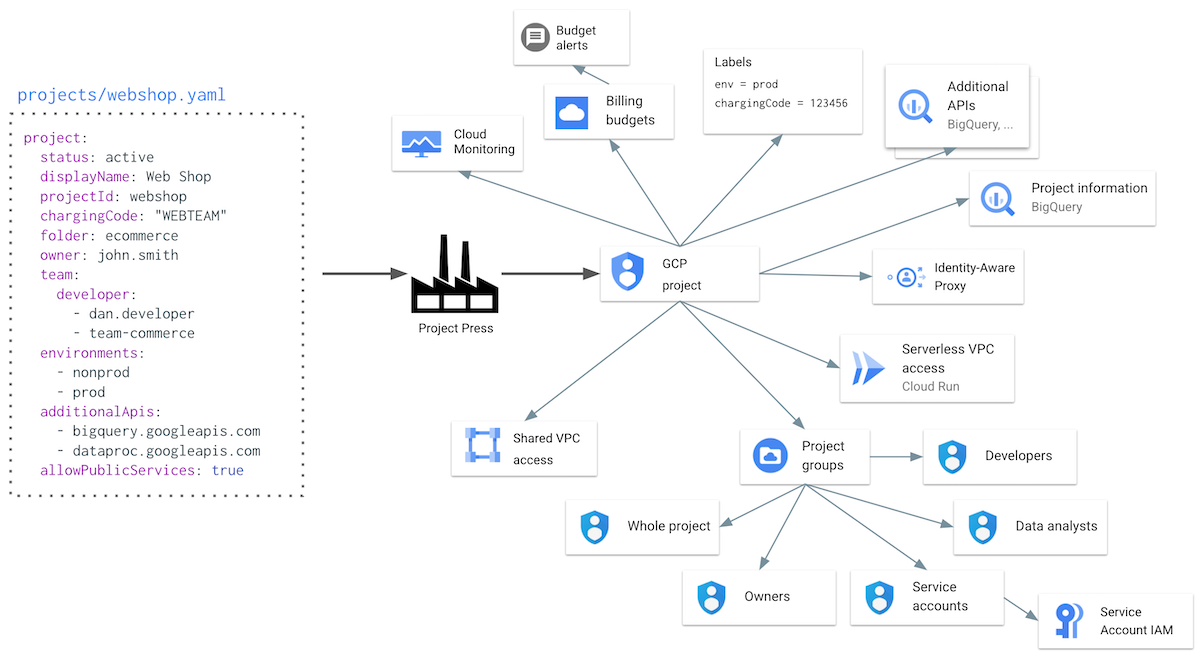 projects/webshop.yaml
project:
status: active
displayName: Web Shop
projectId: webshop
chargingCode: "WEBTEAM"
folder: ecommerce
owner: john.smith
team:
developer:
- dan.developer
- team-commerce
environments:
- nonprod
- prod
additionalApis:
- bigquery.googleapis.com
- dataproc.googleapis.com
allowPublicServices: true
Project Press
GCP
project
Budget
alerts
Billing
budgets
Cloud
Monitoring
Labels
env = prod
chargingCode = 123456
Additional
APIs
BigQuery, ...
Project information
BigQuery
Identity-Aware
Proxy
Serverless VPC
access
Cloud Run
Shared VPC
access
Project
groups
Developers
Whole project
Data analysts
Owners
Service
accounts
Service
Account IAM